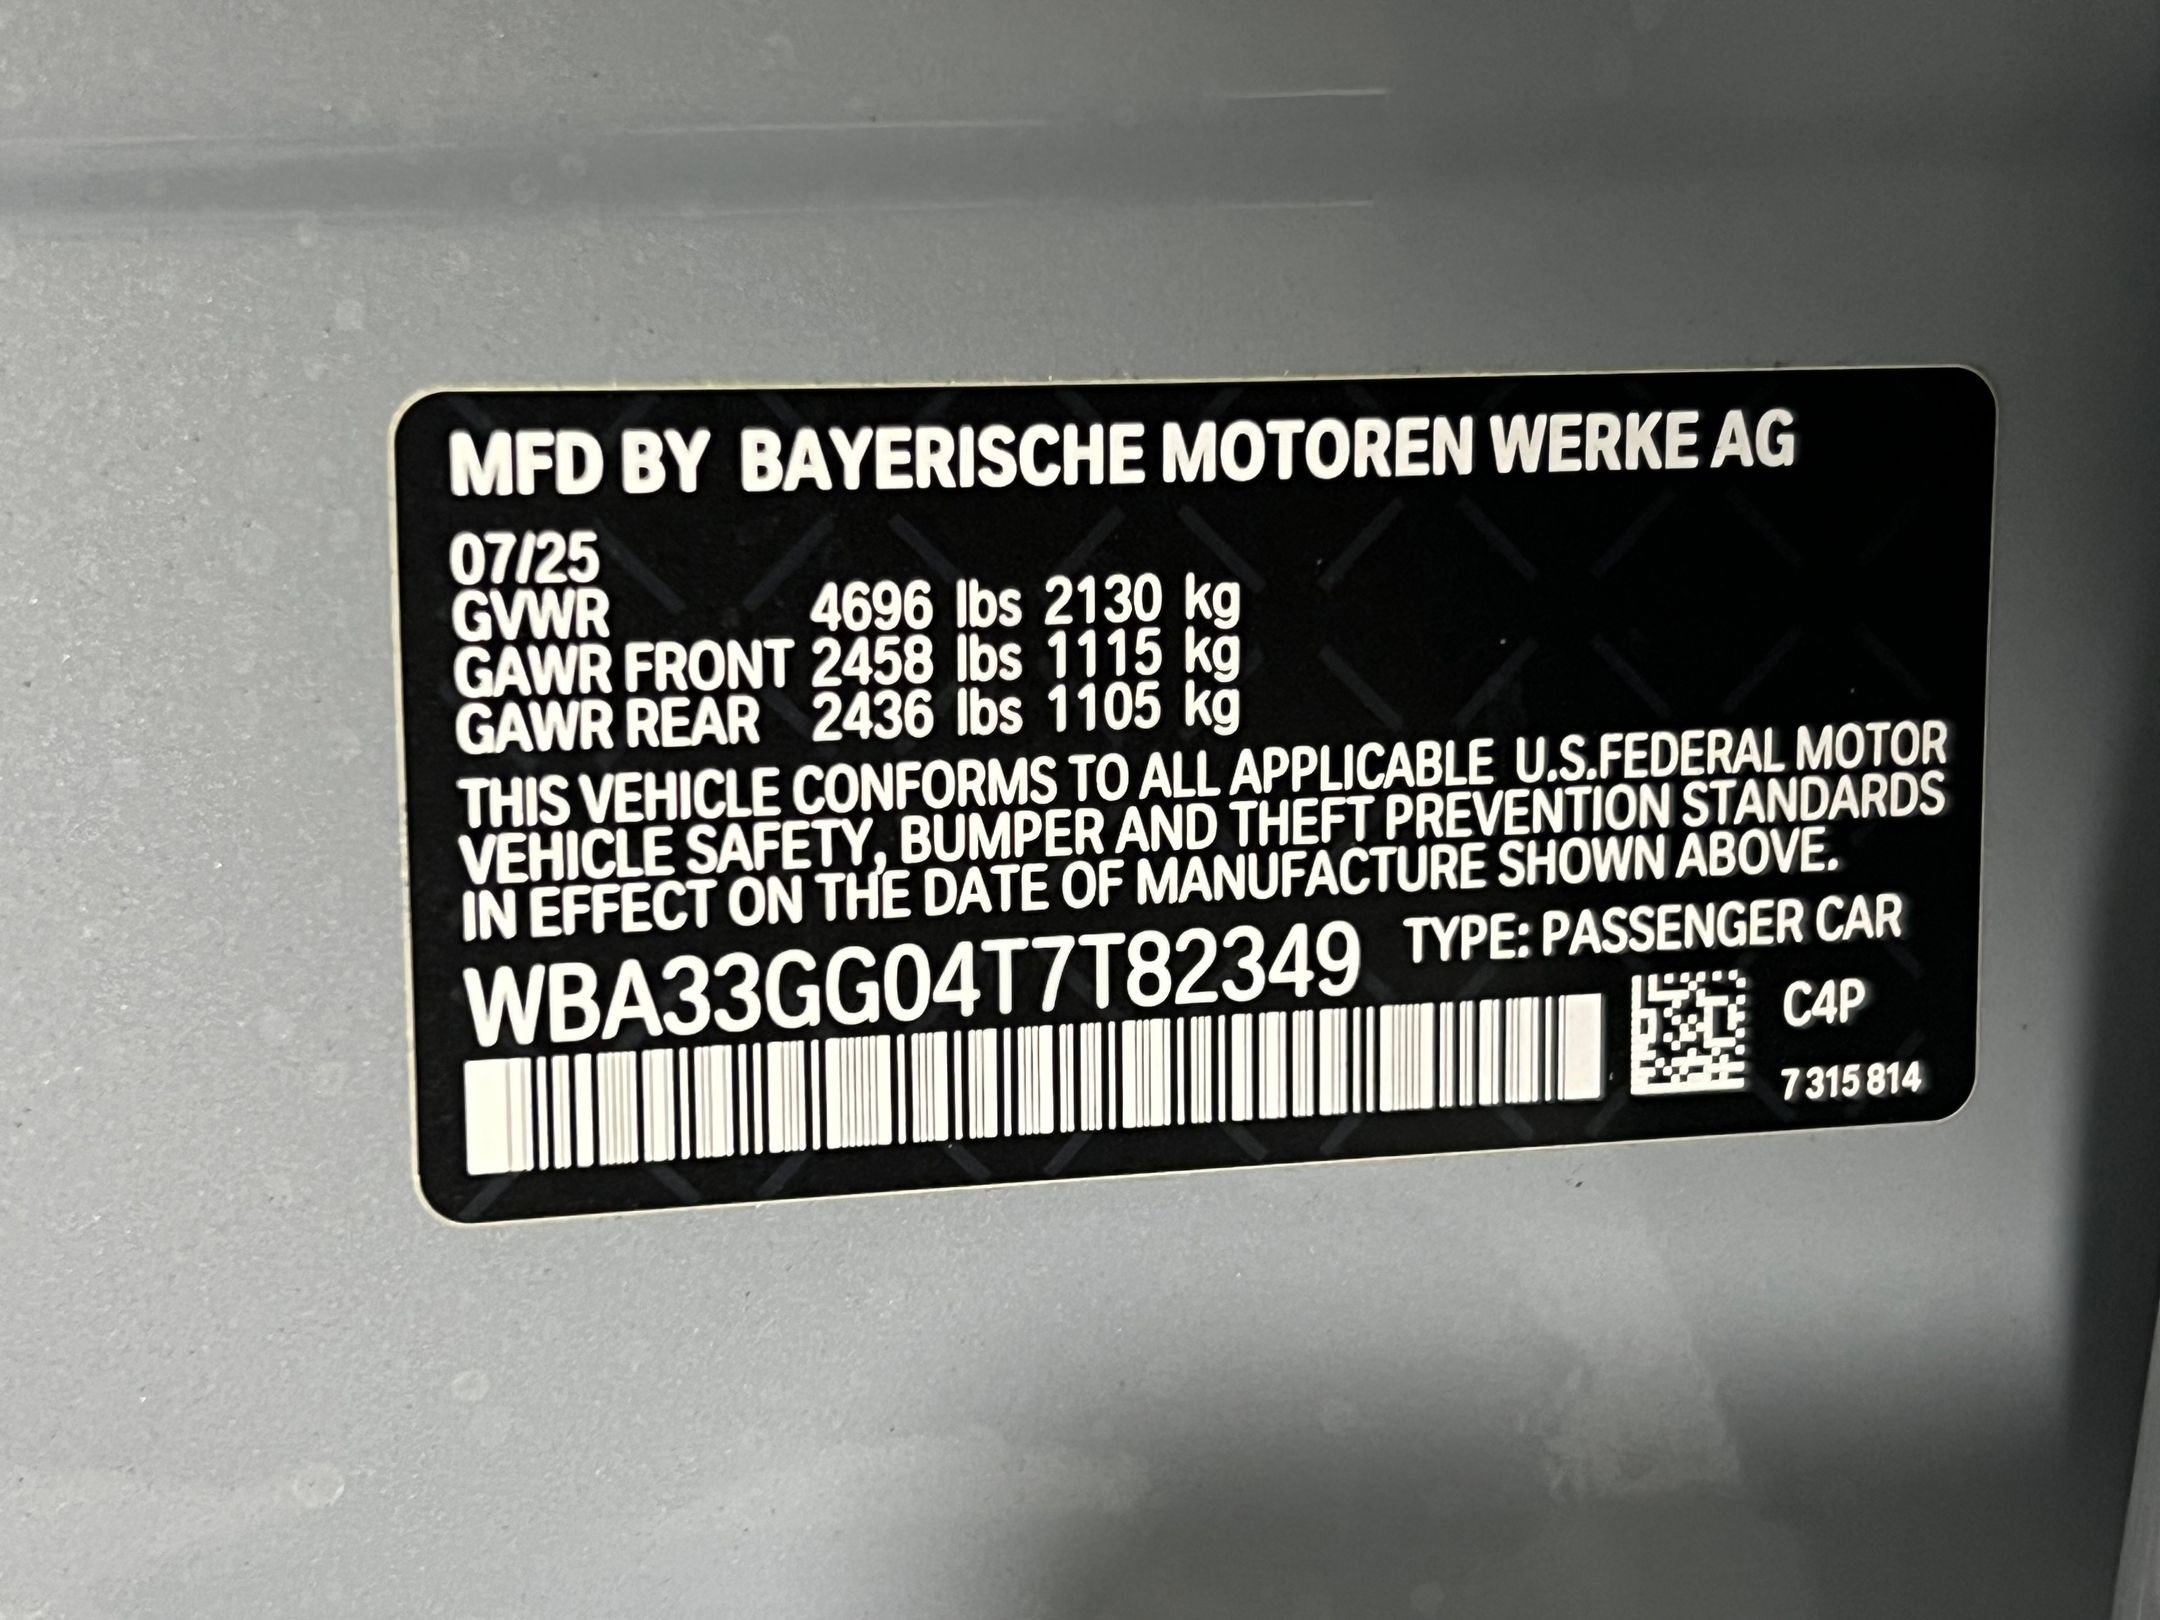 MFD BY BAYERISCHE MOTOREN WERKE AG
07/25
GVWR 4696 lbs 2130 kg
GAWR FRONT 2458 lbs 1115 kg
GAWR REAR 2436 lbs 1105 kg
THIS VEHICLE CONFORMS TO ALL APPLICABLE U.S.FEDERAL MOTOR
VEHICLE SAFETY, BUMPER AND THEFT PREVENTION STANDARDS
IN EFFECT ON THE DATE OF MANUFACTURE SHOWN ABOVE.
WBA33GG04T7T82349 TYPE: PASSENGER CAR
C4P
7 315 814